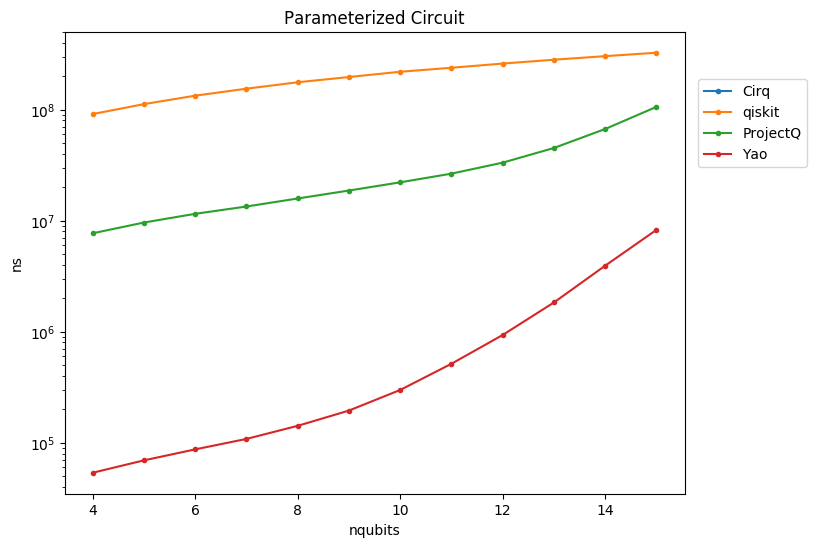 Parameterized Circuit
10^8
10^7
10^6
10^5
ns
4 6 8 10 12 14
nqubits
Cirq
qiskit
ProjectQ
Yao